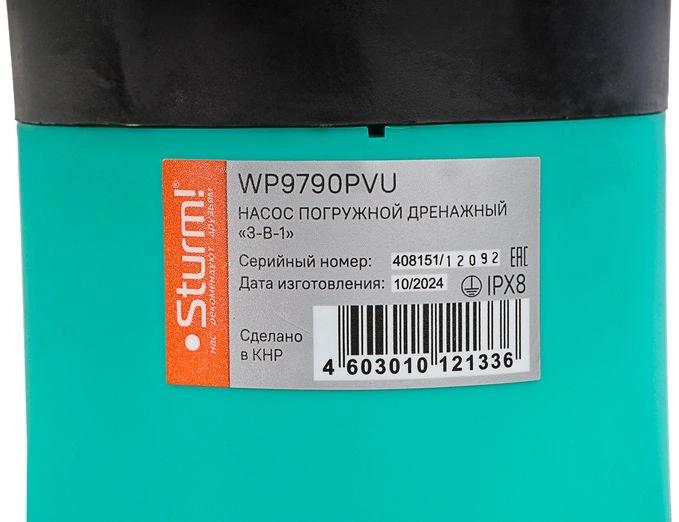 •Sturm!®
нас рекомендуют друзьям
WP9790PVU
НАСОС ПОГРУЖНОЙ ДРЕНАЖНЫЙ
«3-В-1»
Серийный номер: 408151/12092 EAC
Дата изготовления: 10/2024 IPX8
Сделано
в КНР
4 603010 121336